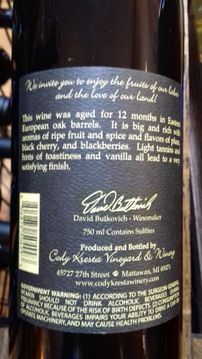 We invite you to enjoy the fruits of our labor
and the love of our land!
This wine was aged for 12 months in Eastern
European oak barrels. It is big and rich with
aromas of ripe fruit and spice and flavors of plum,
black cherry, and blackberries. Light tannins and
hints of toastiness and vanilla all lead to a very
satisfying finish.
David Butkovich - Winemaker
750 ml Contains Sulfites
Produced and Bottled by
Cody Kresta Vineyard & Winery
45727 27th Street Mattawan, MI 49071
www.codykrestawinery.com
GOVERNMENT WARNING: (1) ACCORDING TO THE SURGEON GENERAL,
WOMEN SHOULD NOT DRINK ALCOHOLIC BEVERAGES DURING
PREGNANCY BECAUSE OF THE RISK OF BIRTH DEFECTS. (2) CONSUMPTION
OF ALCOHOLIC BEVERAGES IMPAIRS YOUR ABILITY TO DRIVE A CAR OR
OPERATE MACHINERY, AND MAY CAUSE HEALTH PROBLEMS.